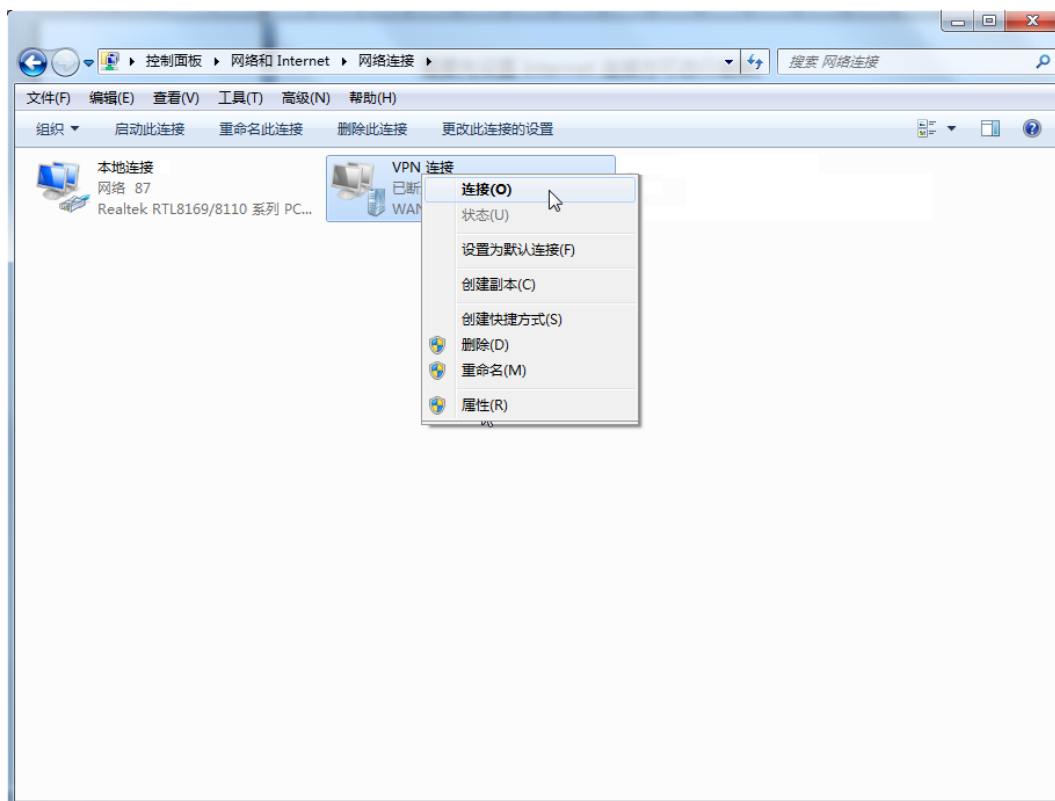 控制面板 网络和 Internet 网络连接
搜索 网络连接
文件(F) 编辑(E) 查看(V) 工具(T) 高级(N) 帮助(H)
组织 启动此连接 重命名此连接 删除此连接 更改此连接的设置
本地连接
网络 87
Realtek RTL8169/8110 系列 PC...
VPN 连接
已断
WAN
连接(O)
状态(U)
设置为默认连接(F)
创建副本(C)
创建快捷方式(S)
删除(D)
重命名(M)
属性(R)